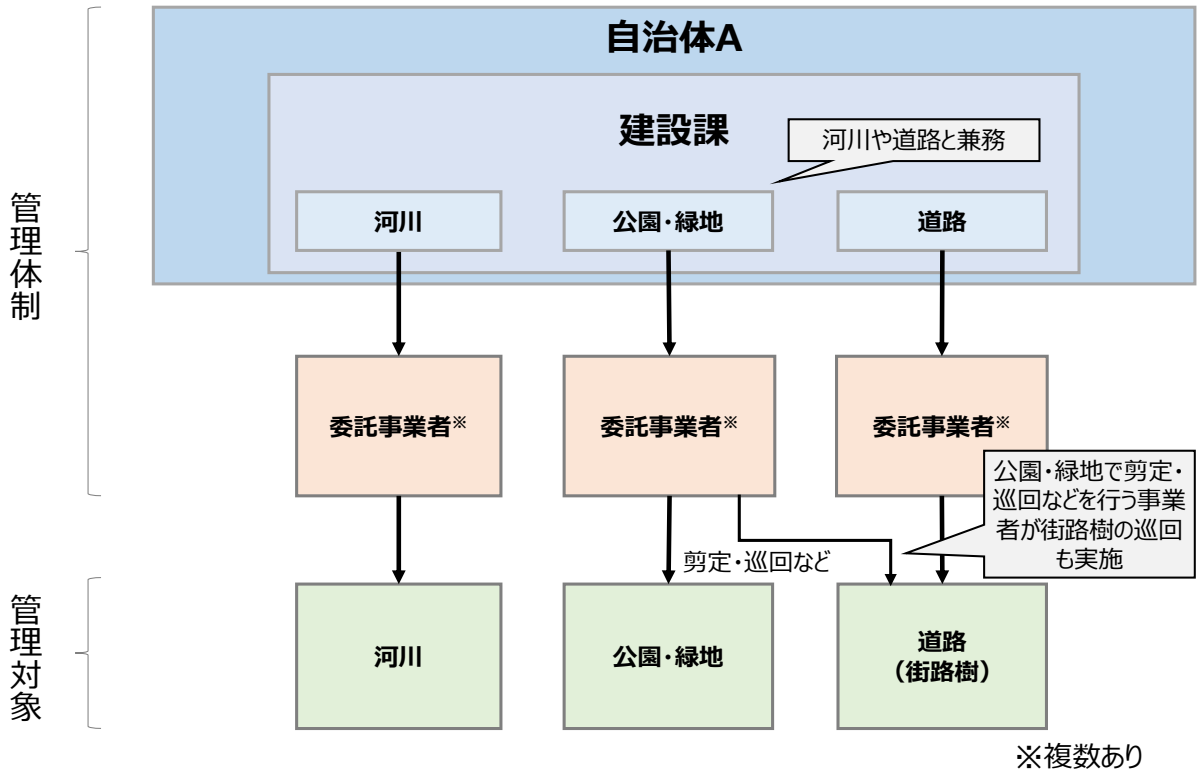 自治体A
建設課
河川や道路と兼務
管理体制
河川
公園・緑地
道路
委託事業者※
委託事業者※
委託事業者※
公園・緑地で剪定・
巡回などを行う事業
者が街路樹の巡回
も実施
剪定・巡回など
管理対象
河川
公園・緑地
道路
（街路樹）
※複数あり